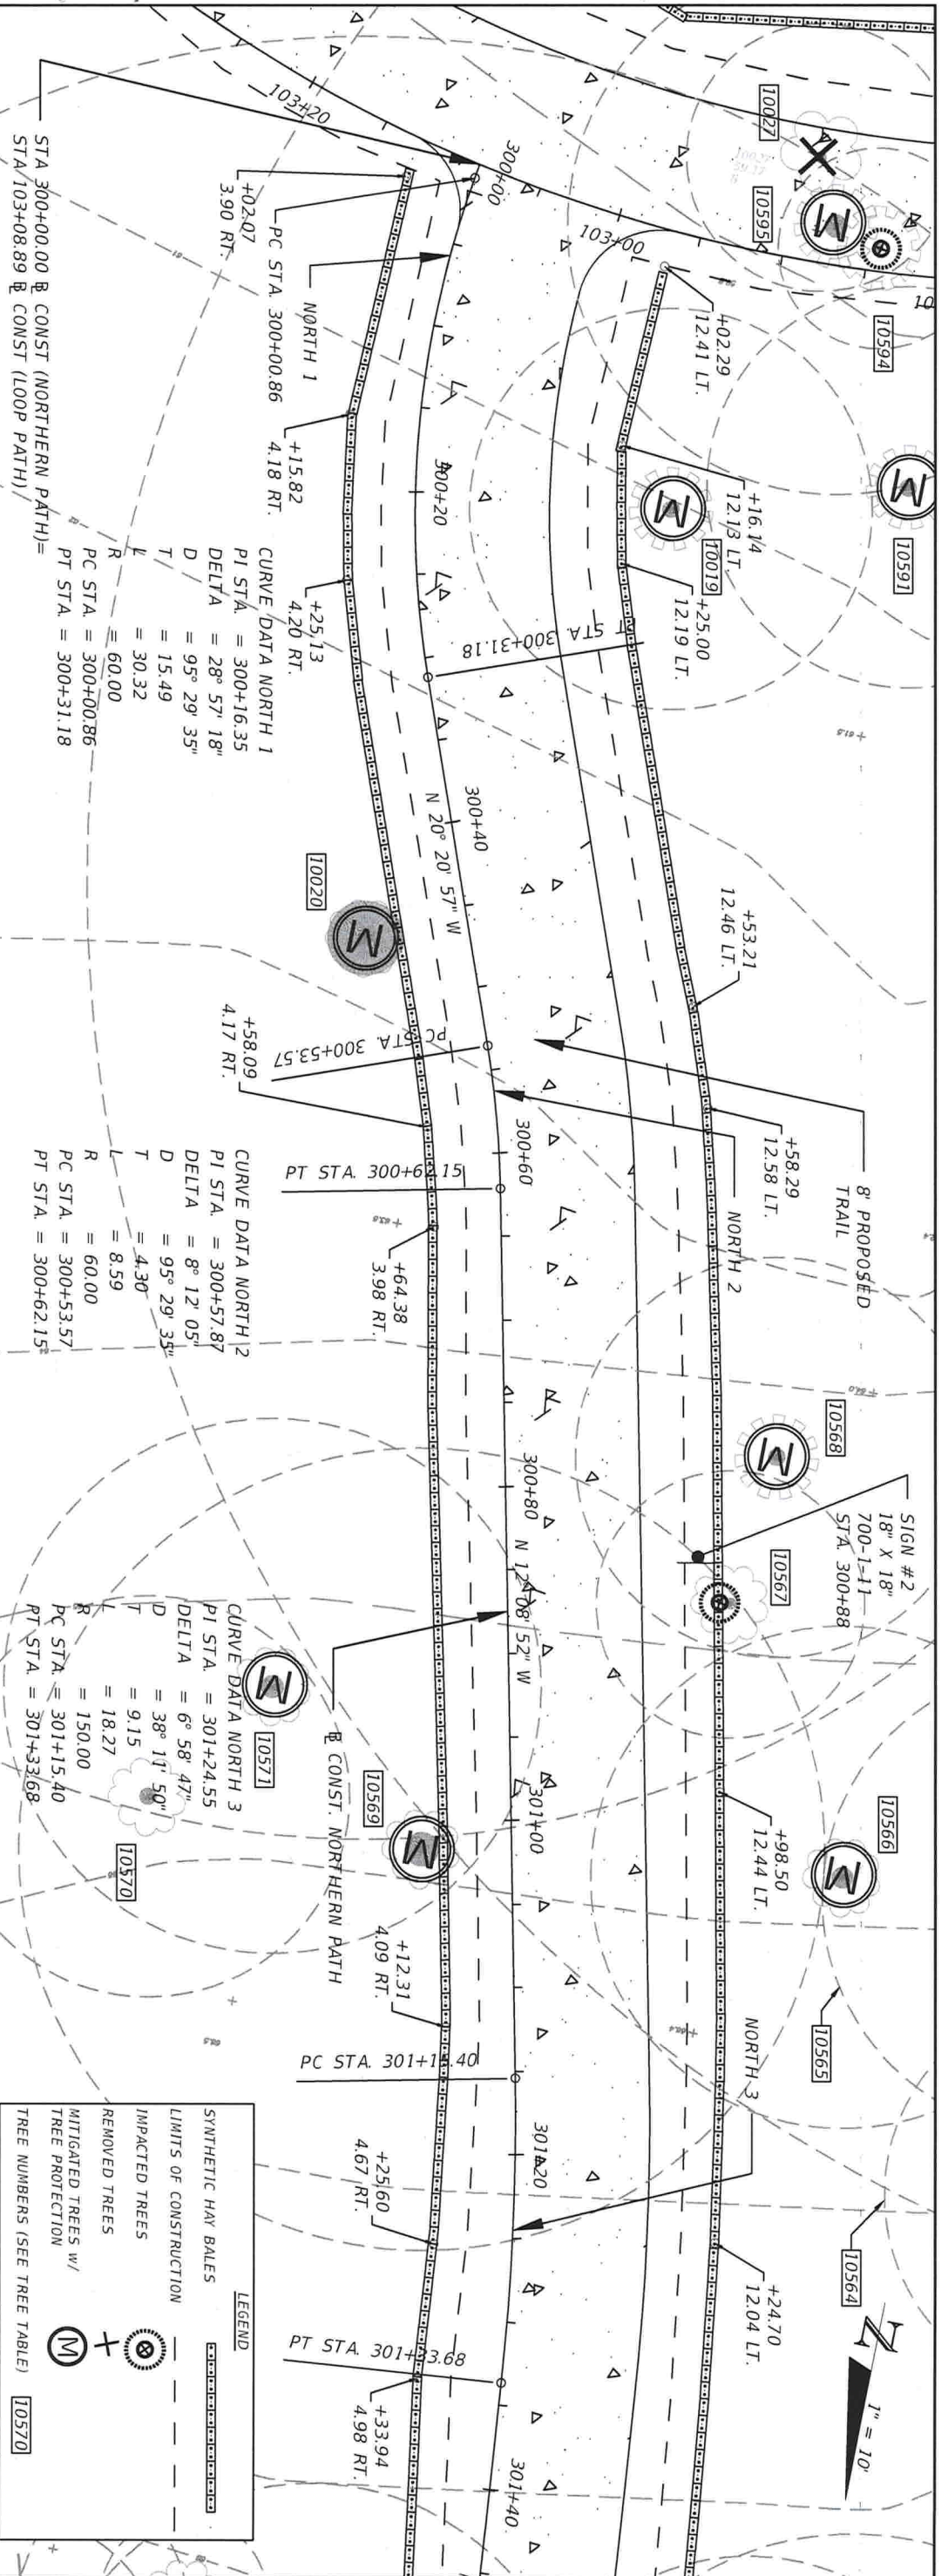 10027
10595
10594
10591
10019
103+20
300+00
103+00
10
+02.07
3.90 RT.
PC STA. 300+00.86
NORTH 1
STA 300+00.00 B CONST (NORTHERN PATH)=
STA 103+08.89 B CONST (LOOP PATH)
+02.29
12.41 LT.
+15.82
4.18 RT.
+16.14
12.13 LT.
300+20
+25.13
4.20 RT.
+25.00
12.19 LT.
PT STA. 300+31.18
CURVE DATA NORTH 1
PI STA. = 300+16.35
DELTA = 28° 57' 18"
D = 95° 29' 35"
T = 15.49
L = 30.32
R = 60.00
PC STA. = 300+00.86
PT STA. = 300+31.18
300+40
N 20° 20' 57" W
10020
+53.21
12.46 LT.
+58.09
4.17 RT.
PC STA. 300+53.57
+58.29
12.58 LT.
8' PROPOSED
TRAIL
NORTH 2
300+60
PT STA. 300+62.15
+64.38
3.98 RT.
CURVE DATA NORTH 2
PI STA. = 300+57.87
DELTA = 8° 12' 05"
D = 95° 29' 35"
T = 4.30
L = 8.59
R = 60.00
PC STA. = 300+53.57
PT STA. = 300+62.15
10568
SIGN #2
18" X 18"
700-1-11
STA. 300+88
10567
300+80
N 12° 08' 52" W
B CONST. NORTHERN PATH
CURVE DATA NORTH 3
PI STA. = 301+24.55
DELTA = 6° 58' 47"
D = 38° 11' 50"
T = 9.15
L = 18.27
R = 150.00
PC STA. = 301+15.40
PT STA. = 301+33.68
10571
10570
10569
10566
+98.50
12.44 LT.
301+00
+12.31
4.09 RT.
10565
PC STA. 301+15.40
NORTH 3
301+20
+25.60
4.67 RT.
+24.70
12.04 LT.
10564
PT STA. 301+33.68
+33.94
4.98 RT.
301+40
N
1" = 10'
LEGEND
SYNTHETIC HAY BALES
LIMITS OF CONSTRUCTION
IMPACTED TREES
REMOVED TREES
MITIGATED TREES W/
TREE PROTECTION
M
TREE NUMBERS (SEE TREE TABLE) 10570